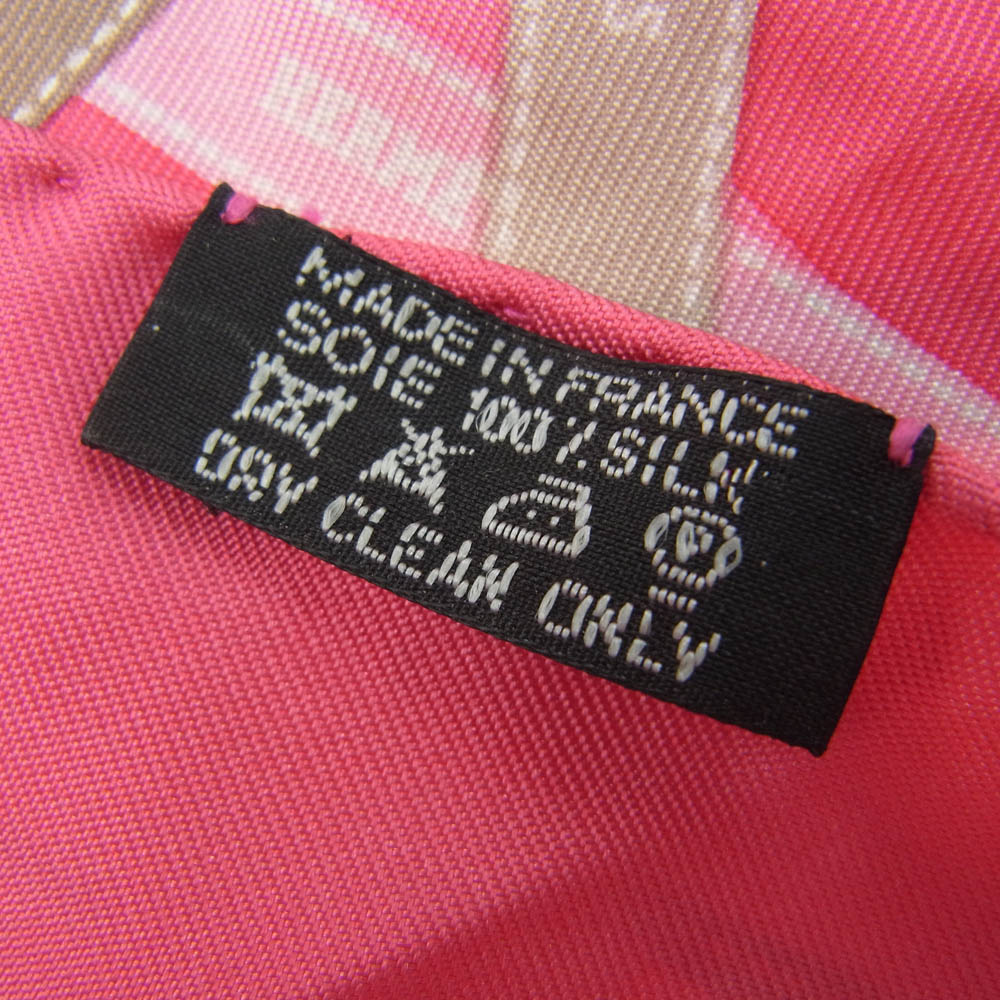 MADE IN FRANCE
SOIE 100% SILK
DRY CLEAN ONLY